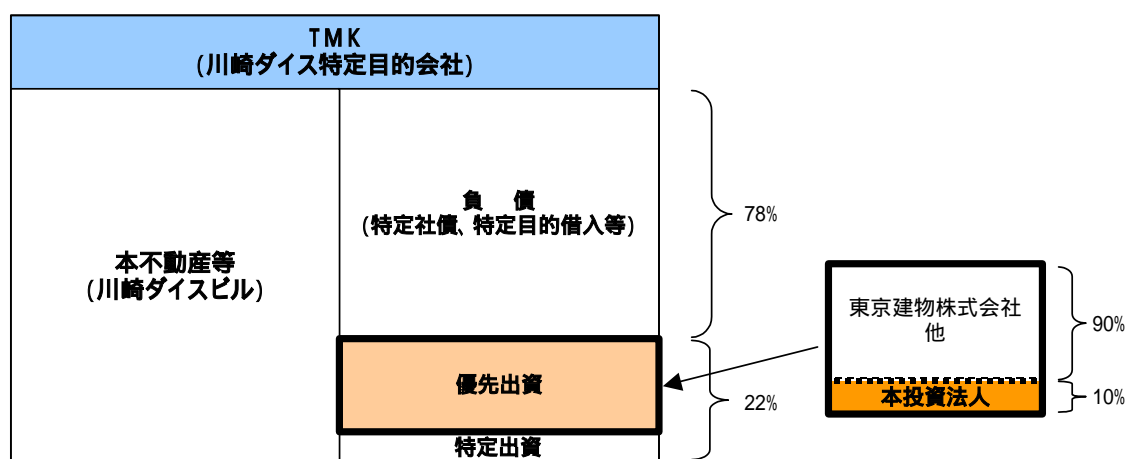 TMK
(川崎ダイス特定目的会社)
負　債
(特定社債、特定目的借入等)
78%
本不動産等
(川崎ダイスビル)
東京建物株式会社
他
90%
優先出資
22%
本投資法人
10%
特定出資